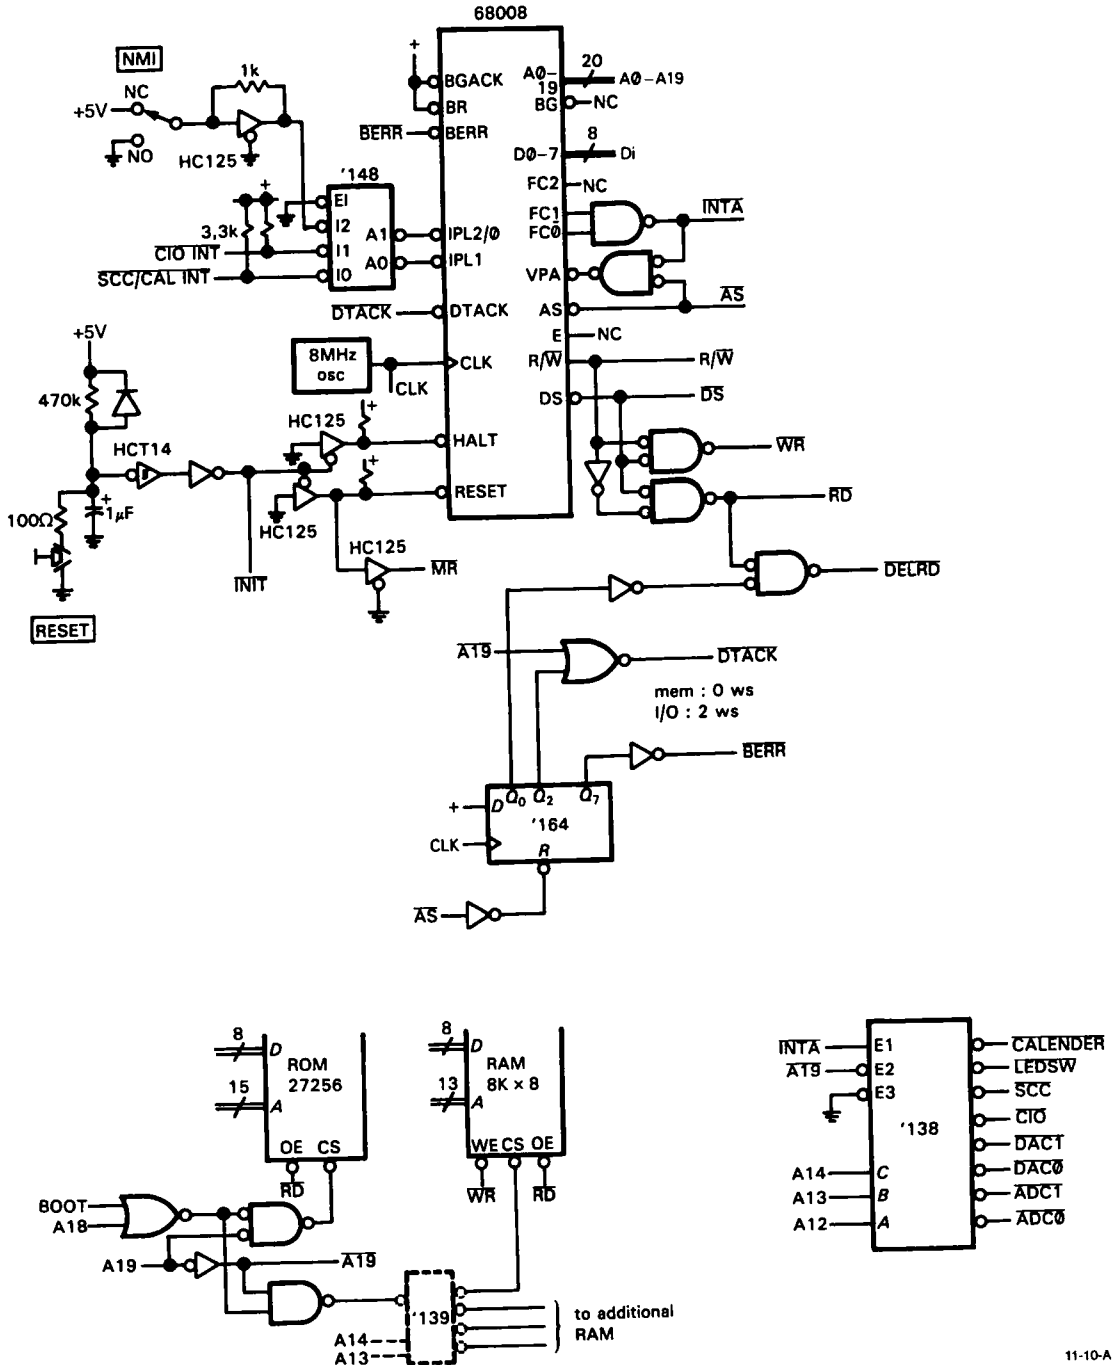 68008
NMI
NC
+5V
NO
1k
HC125
+
BGACK
BR
BERR
BERR
A0-
19
20
A0-A19
BG
NC
D0-7
8
Di
FC2
NC
FC1
FC0
INTA
VPA
AS
AS
E
NC
R/W
R/W
DS
DS
'148
EI
I2
I1
I0
A1
A0
IPL2/0
IPL1
+
3,3k
CIO INT
SCC/CAL INT
DTACK
DTACK
8MHz
osc
CLK
CLK
+5V
470k
HCT14
100Ω
+
1μF
RESET
INIT
HC125
+
HALT
+
RESET
HC125
HC125
MR
WR
RD
DELRD
A19
DTACK
mem : 0 ws
I/O : 2 ws
BERR
+
D
Q0
Q2
Q7
'164
CLK
R
AS
8
D
ROM
27256
15
A
OE
CS
RD
8
D
RAM
8K × 8
13
A
WE
CS
OE
WR
RD
BOOT
A18
A19
A19
'139
A14
A13
to additional
RAM
INTA
E1
A19
E2
E3
'138
A14
C
A13
B
A12
A
CALENDER
LEDSW
SCC
CIO
DAC1
DAC0
ADC1
ADC0
11-10-A